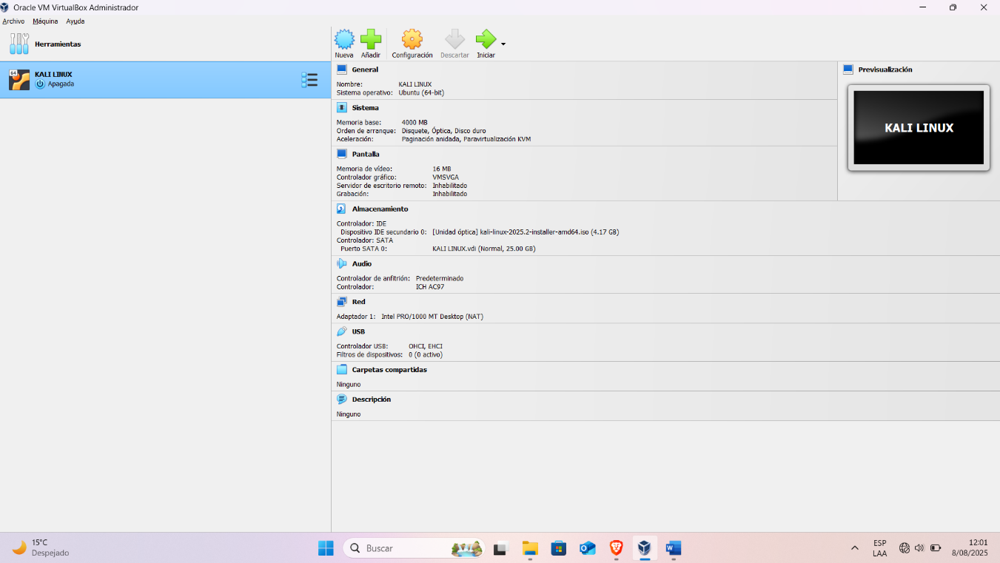 Oracle VM VirtualBox Administrador
Archivo Máquina Ayuda
Herramientas
Nueva Añadir Configuración Descartar Iniciar
64
KALI LINUX
Apagada
General
Nombre: KALI LINUX
Sistema operativo: Ubuntu (64-bit)
Sistema
Memoria base: 4000 MB
Orden de arranque: Disquete, Óptica, Disco duro
Aceleración: Paginación anidada, Paravirtualización KVM
Pantalla
Memoria de vídeo: 16 MB
Controlador gráfico: VMSVGA
Servidor de escritorio remoto: Inhabilitado
Grabación: Inhabilitado
Previsualización
KALI LINUX
Almacenamiento
Controlador: IDE
Dispositivo IDE secundario 0: [Unidad óptica] kali-linux-2025.2-installer-amd64.iso (4.17 GB)
Controlador: SATA
Puerto SATA 0: KALI LINUX.vdi (Normal, 25.00 GB)
Audio
Controlador de anfitrión: Predeterminado
Controlador: ICH AC97
Red
Adaptador 1: Intel PRO/1000 MT Desktop (NAT)
USB
Controlador USB: OHCI, EHCI
Filtros de dispositivos: 0 (0 activo)
Carpetas compartidas
Ninguno
Descripción
Ninguno
15°C
Despejado
Buscar
ESP
LAA
12:01
8/08/2025